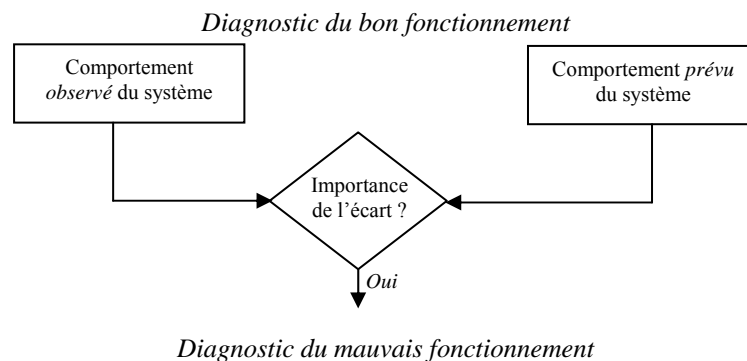 Diagnostic du bon fonctionnement
Comportement
observé du système
Comportement prévu
du système
Importance
de l’écart ?
Oui
Diagnostic du mauvais fonctionnement